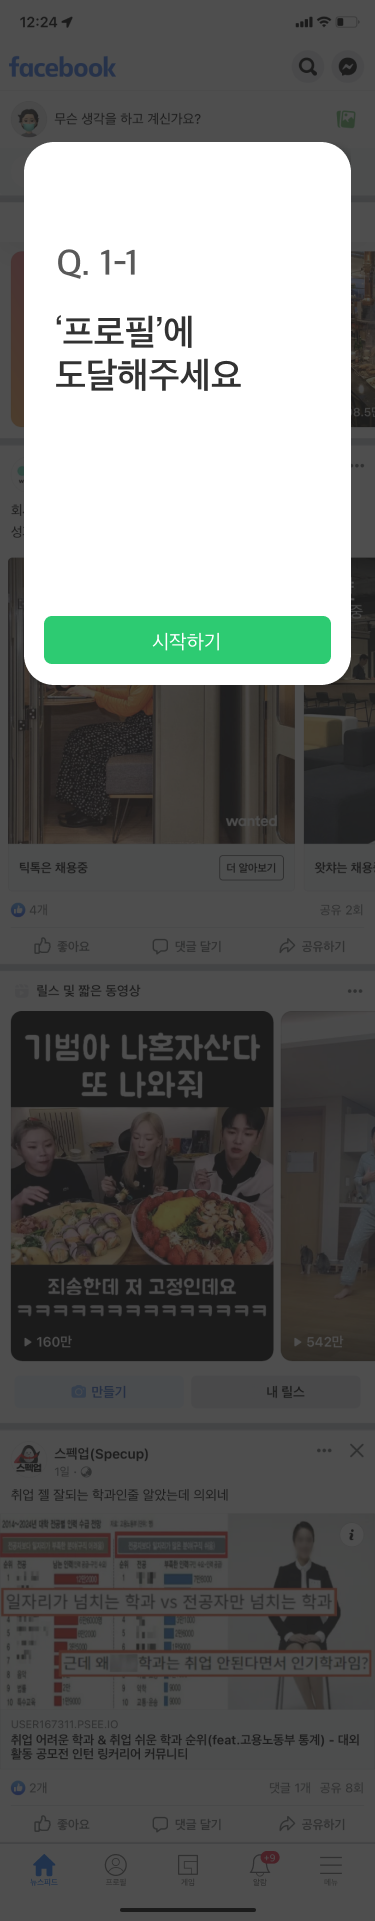 12:24
facebook
무슨 생각을 하고 계신가요?
Q. 1-1
‘프로필’에
도달해주세요
시작하기
wanted
틱톡은 채용중
더 알아보기
왓챠는 채용
4개
공유 2회
좋아요
댓글 달기
공유하기
릴스 및 짧은 동영상
기범아 나혼자산다
또 나와줘
죄송한데 저 고정인데요
ㅋㅋㅋㅋㅋㅋㅋㅋㅋㅋㅋㅋㅋㅋ
160만
542만
만들기
내 릴스
스펙업
스펙업(Specup)
1일 ·
취업 젤 잘되는 학과인줄 알았는데 의외네
일자리가 넘치는 학과 vs 전공자만 넘치는 학과
근데 왜 학과는 취업 안된다면서 인기학과임?
USER167311.PSEE.IO
취업 어려운 학과 & 취업 쉬운 학과 순위(feat.고용노동부 통계) - 대외
활동 공모전 인턴 링커리어 커뮤니티
2개
댓글 1개 공유 8회
좋아요
댓글 달기
공유하기
+9
뉴스피드
프로필
게임
알림
메뉴